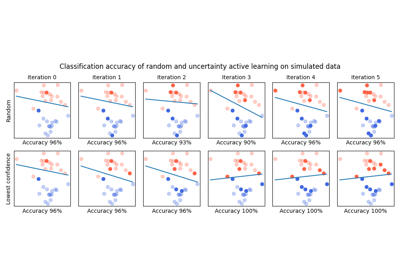 Classification accuracy of random and uncertainty active learning on simulated data
Iteration 0 Iteration 1 Iteration 2 Iteration 3 Iteration 4 Iteration 5
Random
Accuracy 96% Accuracy 96% Accuracy 93% Accuracy 90% Accuracy 96% Accuracy 96%
Lowest confidence
Accuracy 96% Accuracy 96% Accuracy 96% Accuracy 100% Accuracy 100% Accuracy 100%